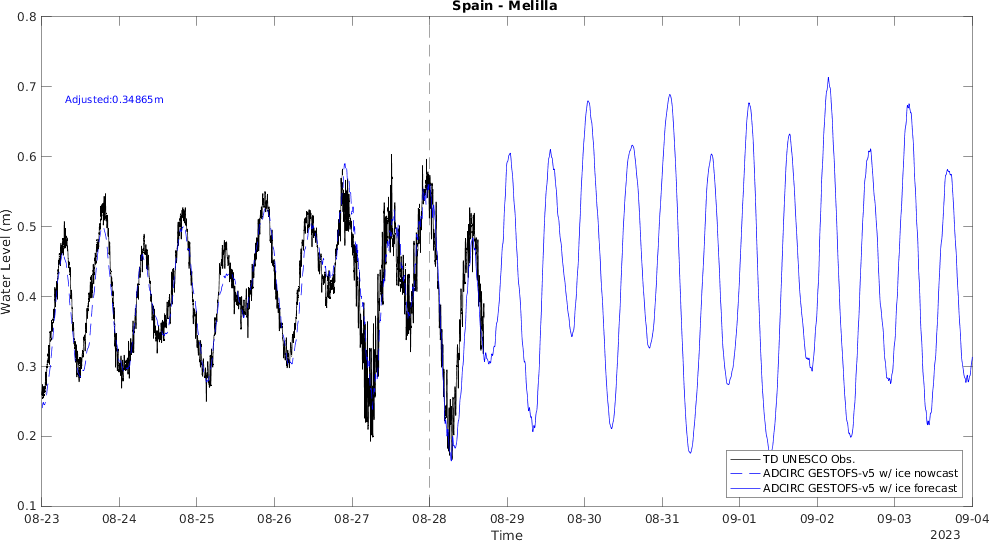 Spain - Melilla
0.8
0.7
0.6
0.5
0.4
0.3
0.2
0.1
Water Level (m)
Adjusted:0.34865m
TD UNESCO Obs.
ADCIRC GESTOFS-v5 w/ ice nowcast
ADCIRC GESTOFS-v5 w/ ice forecast
08-23 08-24 08-25 08-26 08-27 08-28 08-29 08-30 08-31 09-01 09-02 09-03 09-04
Time
2023